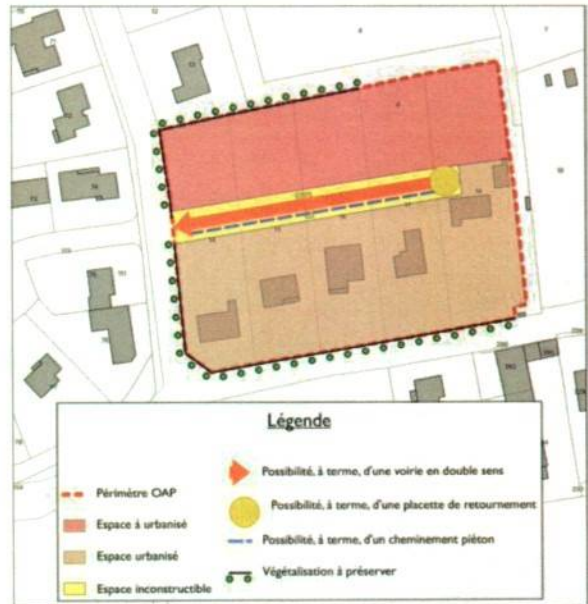 Légende
Périmètre OAP
Espace à urbanisé
Espace urbanisé
Espace inconstructible
Possibilité, à terme, d'une voirie en double sens
Possibilité, à terme, d'une placette de retournement
Possibilité, à terme, d'un cheminement piéton
Végétalisation à préserver